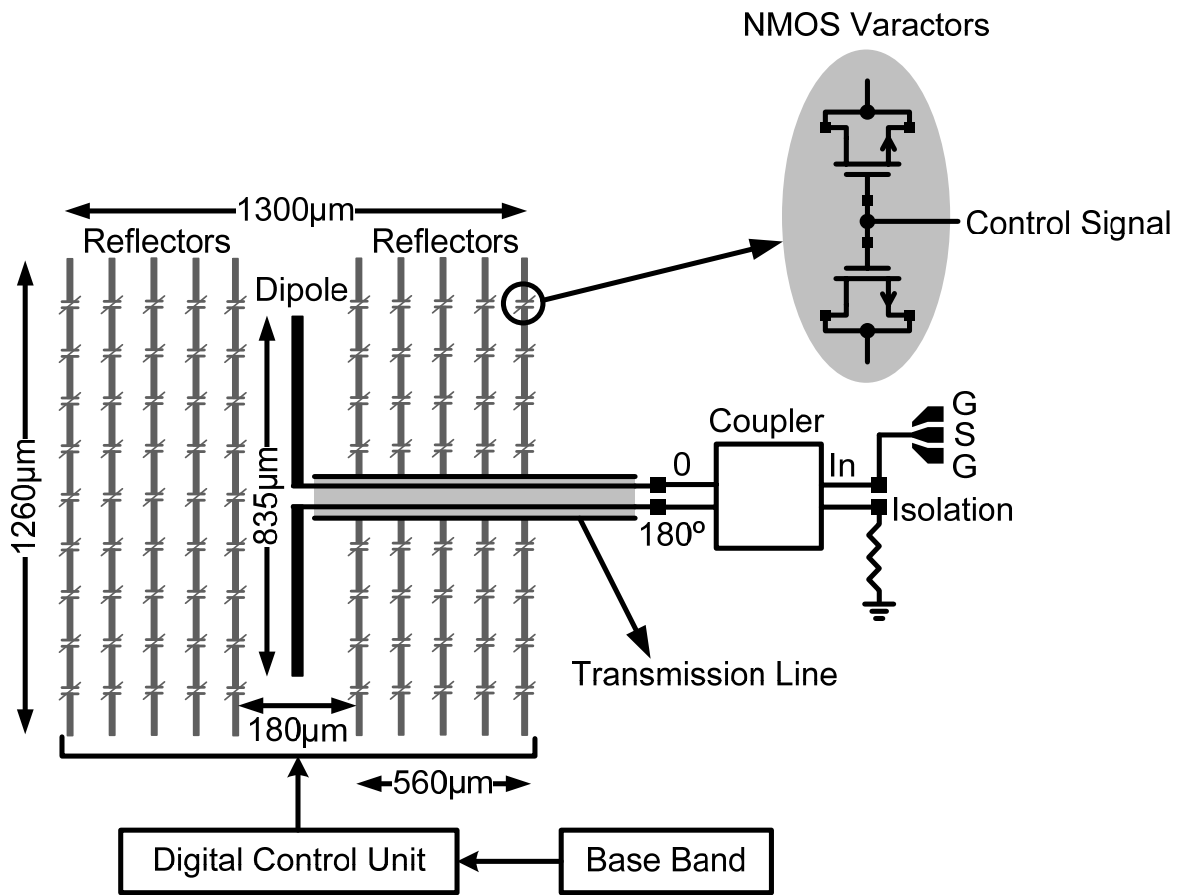 NMOS Varactors
Control Signal
1300µm
Reflectors
Reflectors
Dipole
1260µm
835µm
Coupler
G
S
G
0
In
180º
Isolation
Transmission Line
180µm
560µm
Digital Control Unit
Base Band